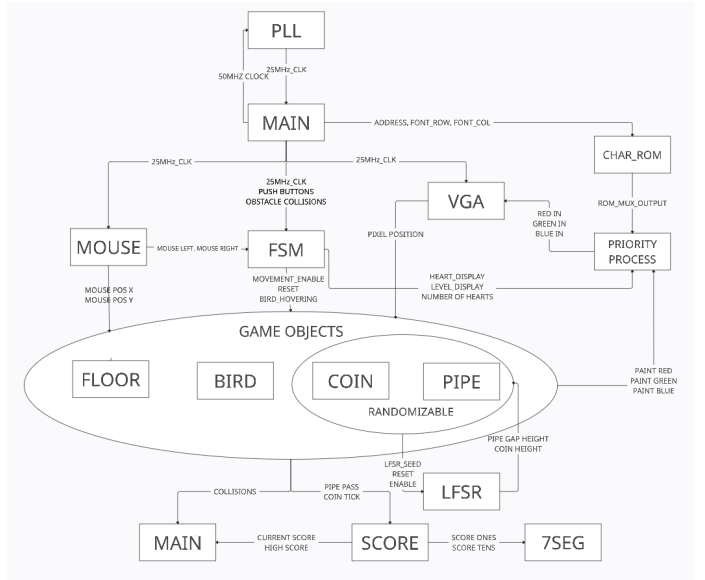 PLL
50MHZ CLOCK
25MHz_CLK
MAIN
ADDRESS, FONT_ROW, FONT_COL
CHAR_ROM
25MHz_CLK
25MHz_CLK
25MHz_CLK
PUSH BUTTONS
OBSTACLE COLLISIONS
VGA
ROM_MUX_OUTPUT
RED IN
GREEN IN
BLUE IN
PIXEL POSITION
MOUSE
MOUSE LEFT, MOUSE RIGHT
FSM
PRIORITY
PROCESS
MOVEMENT_ENABLE
RESET
BIRD_HOVERING
HEART_DISPLAY
LEVEL_DISPLAY
NUMBER OF HEARTS
MOUSE POS X
MOUSE POS Y
GAME OBJECTS
FLOOR
BIRD
COIN
PIPE
RANDOMIZABLE
PAINT RED
PAINT GREEN
PAINT BLUE
PIPE GAP HEIGHT
COIN HEIGHT
LFSR_SEED
RESET
ENABLE
LFSR
COLLISIONS
PIPE PASS
COIN TICK
MAIN
CURRENT SCORE
HIGH SCORE
SCORE
SCORE ONES
SCORE TENS
7SEG